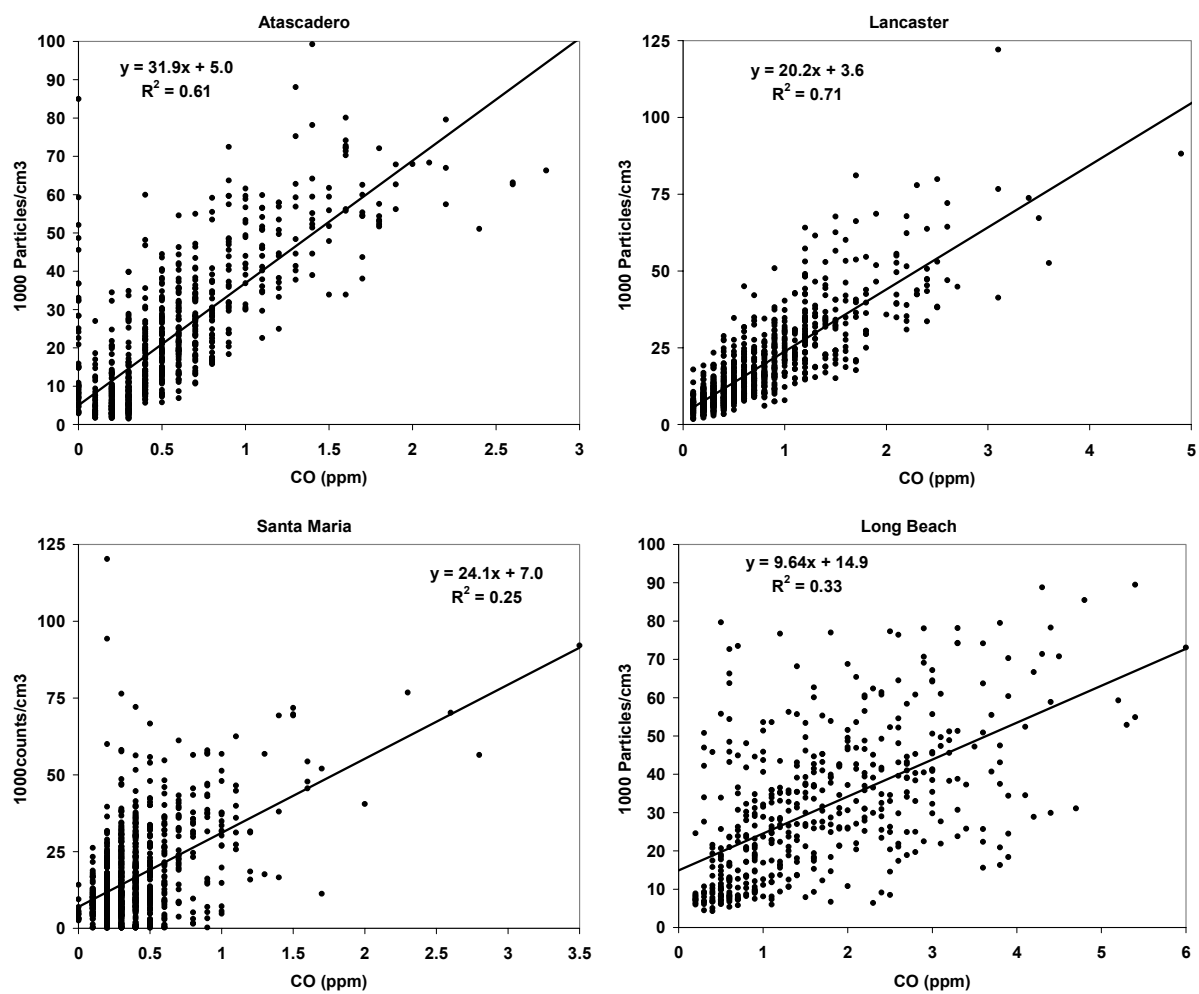 Atascadero
y = 31.9x + 5.0
R2 = 0.61
100
90
80
70
60
50
40
30
20
10
0
1000 Particles/cm3
0 0.5 1 1.5 2 2.5 3
CO (ppm)
Lancaster
y = 20.2x + 3.6
R2 = 0.71
125
100
75
50
25
0
1000 Particles/cm3
0 1 2 3 4 5
CO (ppm)
Santa Maria
y = 24.1x + 7.0
R2 = 0.25
125
100
75
50
25
0
1000counts/cm3
0 0.5 1 1.5 2 2.5 3 3.5
CO (ppm)
Long Beach
y = 9.64x + 14.9
R2 = 0.33
100
90
80
70
60
50
40
30
20
10
0
1000 Particles/cm3
0 1 2 3 4 5 6
CO (ppm)